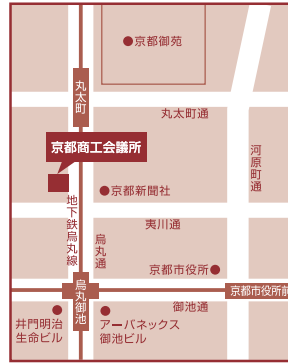 京都御苑
丸太町
丸太町通
京都商工会議所
河原町通
京都新聞社
地下鉄烏丸線
烏丸通
夷川通
京都市役所
烏丸御池
京都市役所前
御池通
井門明治
生命ビル
アーバネックス
御池ビル